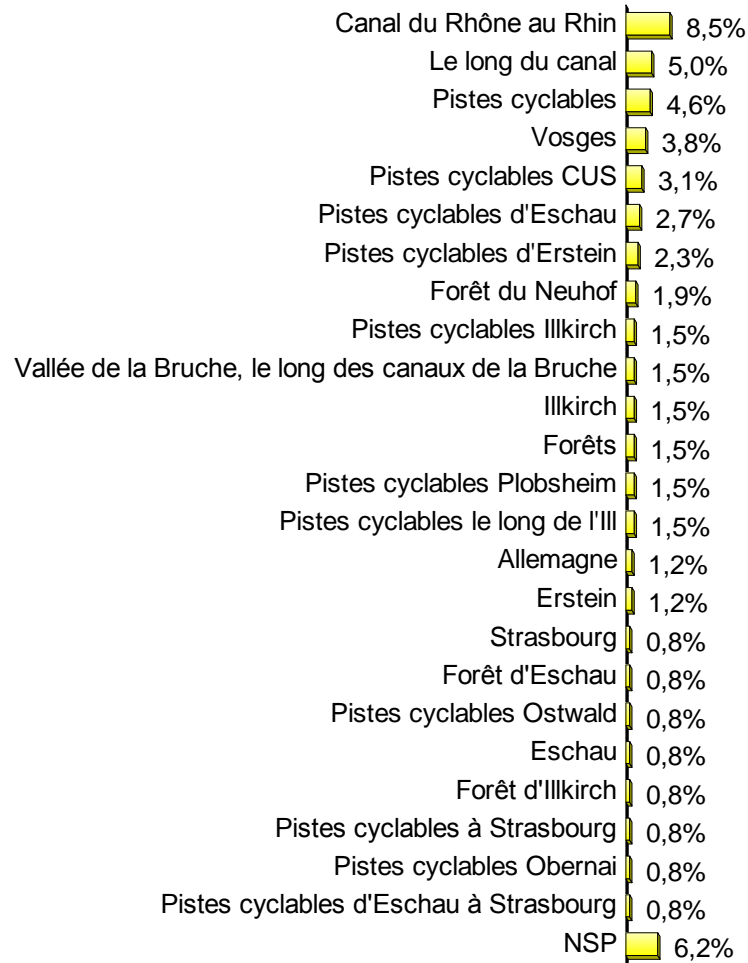 Canal du Rhône au Rhin 8,5%
Le long du canal 5,0%
Pistes cyclables 4,6%
Vosges 3,8%
Pistes cyclables CUS 3,1%
Pistes cyclables d'Eschau 2,7%
Pistes cyclables d'Erstein 2,3%
Forêt du Neuhof 1,9%
Pistes cyclables Illkirch 1,5%
Vallée de la Bruche, le long des canaux de la Bruche 1,5%
Illkirch 1,5%
Forêts 1,5%
Pistes cyclables Plobsheim 1,5%
Pistes cyclables le long de l'Ill 1,5%
Allemagne 1,2%
Erstein 1,2%
Strasbourg 0,8%
Forêt d'Eschau 0,8%
Pistes cyclables Ostwald 0,8%
Eschau 0,8%
Forêt d'Illkirch 0,8%
Pistes cyclables à Strasbourg 0,8%
Pistes cyclables Obernai 0,8%
Pistes cyclables d'Eschau à Strasbourg 0,8%
NSP 6,2%